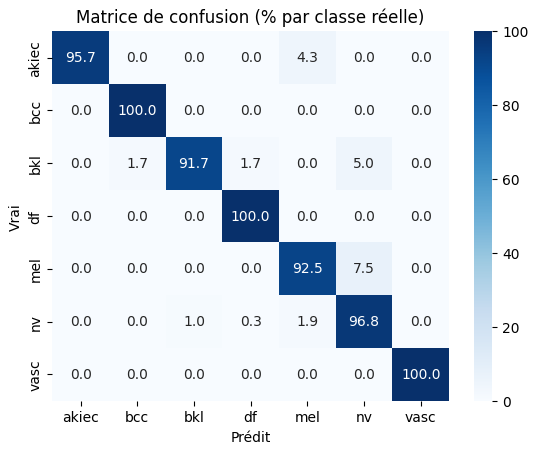 Matrice de confusion (% par classe réelle)
akiec 95.7 0.0 0.0 0.0 4.3 0.0 0.0
bcc 0.0 100.0 0.0 0.0 0.0 0.0 0.0
bkl 0.0 1.7 91.7 1.7 0.0 5.0 0.0
df 0.0 0.0 0.0 100.0 0.0 0.0 0.0
mel 0.0 0.0 0.0 0.0 92.5 7.5 0.0
nv 0.0 0.0 1.0 0.3 1.9 96.8 0.0
vasc 0.0 0.0 0.0 0.0 0.0 0.0 100.0
akiec bcc bkl df mel nv vasc
Prédit
Vrai
100
80
60
40
20
0